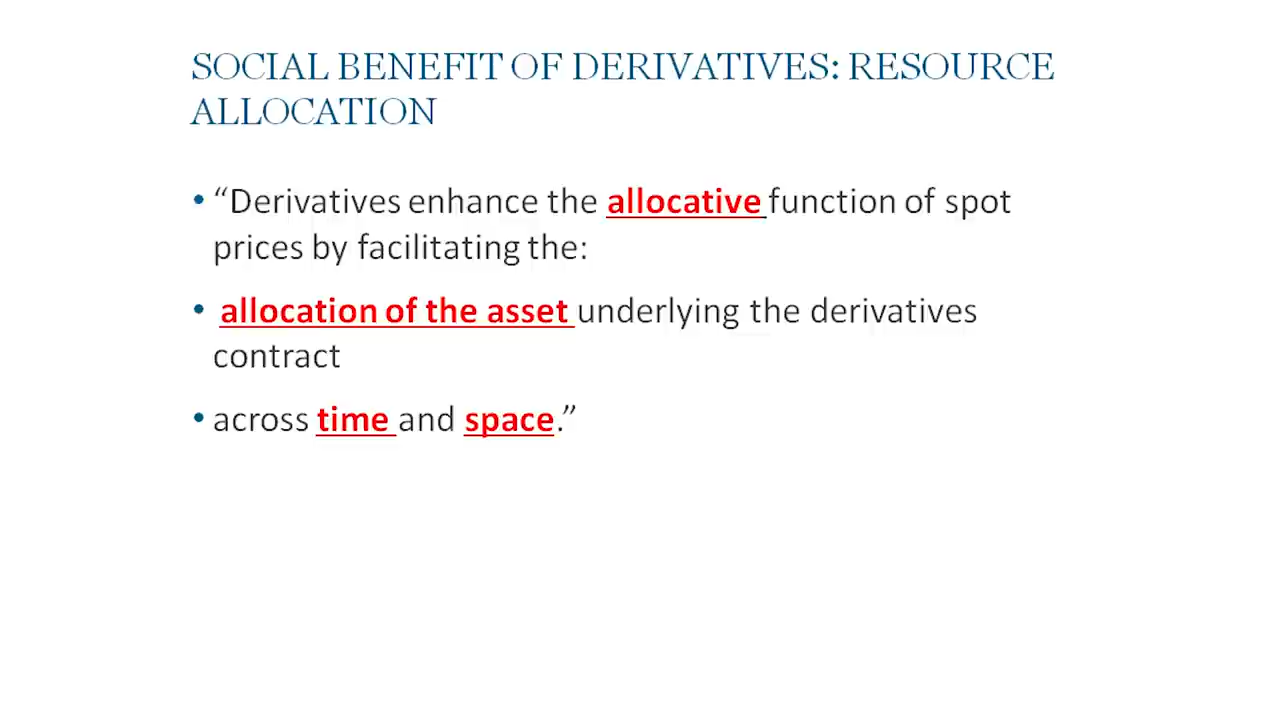 SOCIAL BENEFIT OF DERIVATIVES: RESOURCE
ALLOCATION
• “Derivatives enhance the allocative function of spot
prices by facilitating the:
• allocation of the asset underlying the derivatives
contract
• across time and space.”